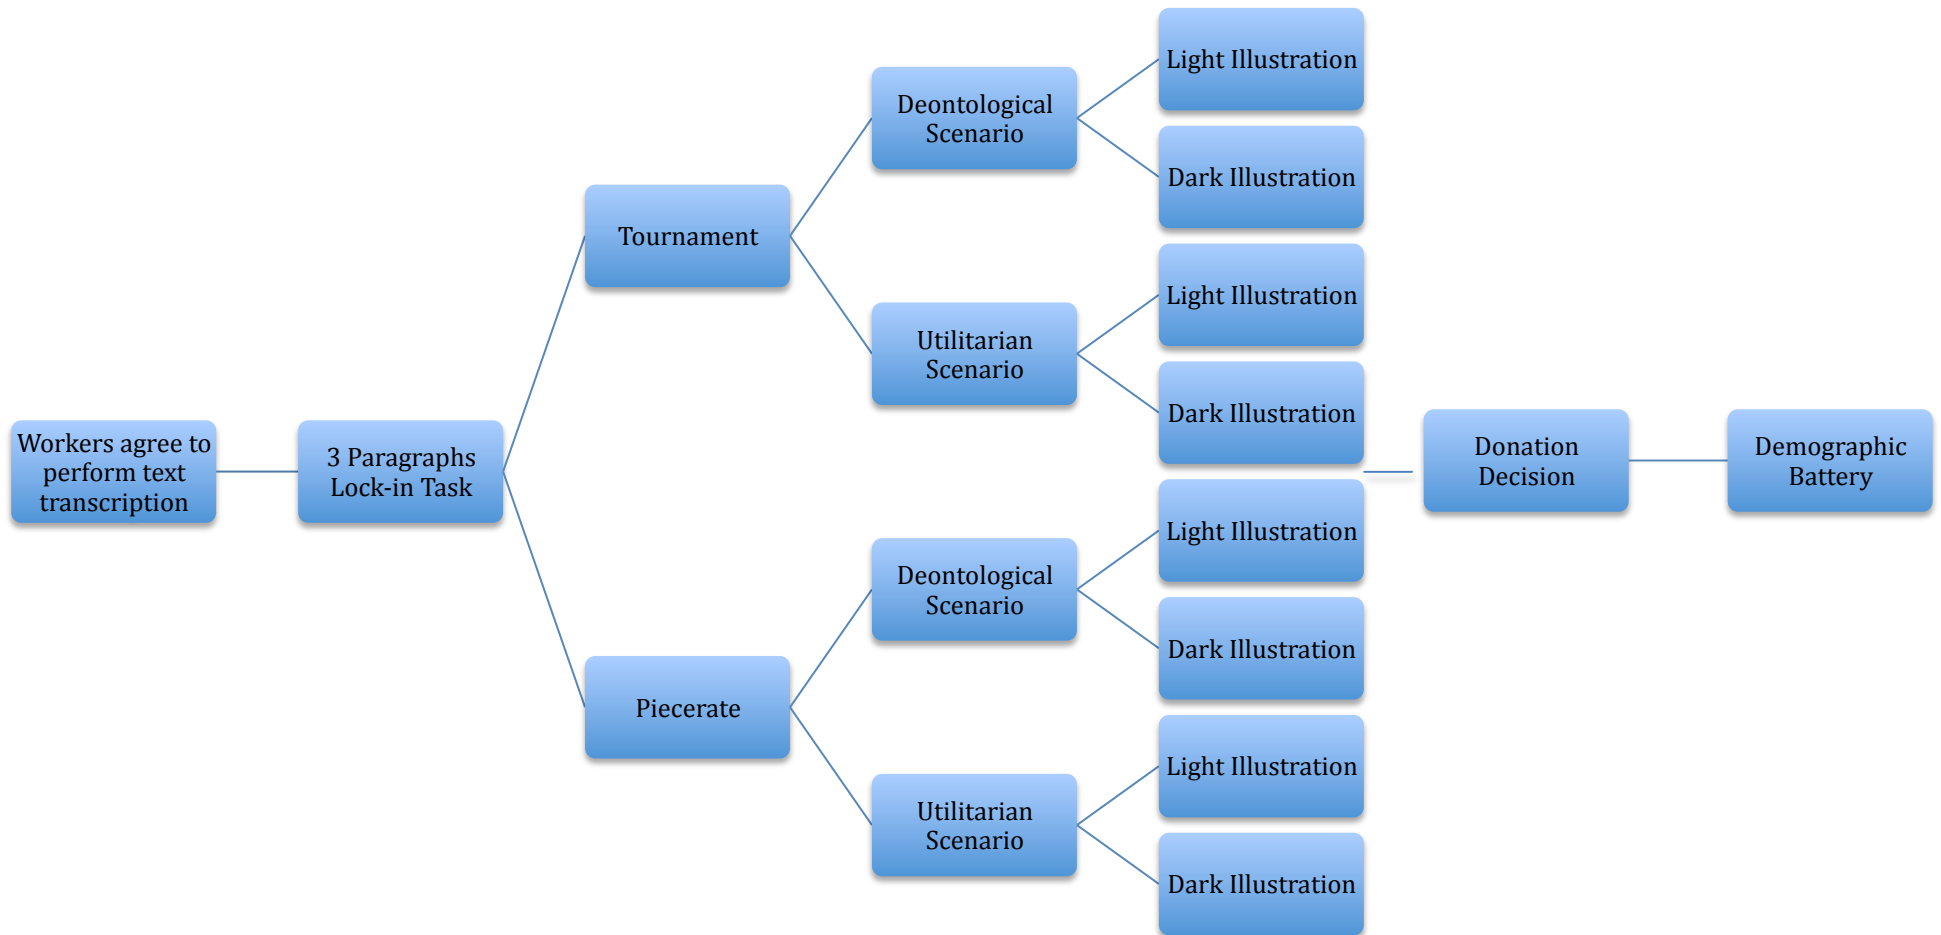 Workers agree to
perform text
transcription
3 Paragraphs
Lock-in Task
Tournament
Piecerate
Deontological
Scenario
Utilitarian
Scenario
Deontological
Scenario
Utilitarian
Scenario
Light Illustration
Dark Illustration
Light Illustration
Dark Illustration
Light Illustration
Dark Illustration
Light Illustration
Dark Illustration
Donation
Decision
Demographic
Battery